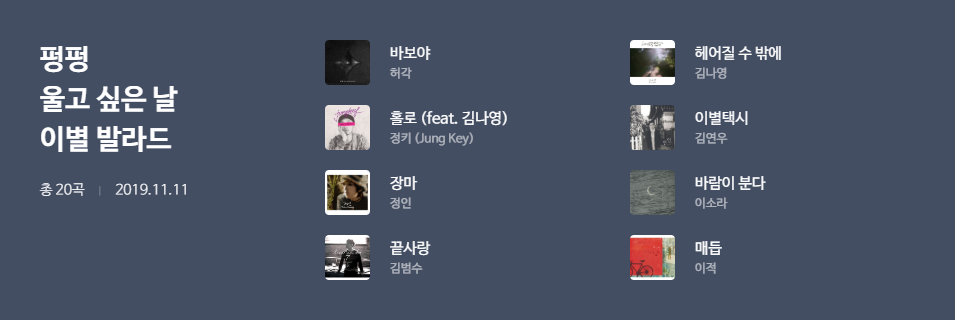 펑펑
울고 싶은 날
이별 발라드
총 20곡 | 2019.11.11
바보야
허각
홀로 (feat. 김나영)
정키 (Jung Key)
장마
정인
끝사랑
김범수
헤어질 수 밖에
김나영
이별택시
김연우
바람이 분다
이소라
매듭
이적